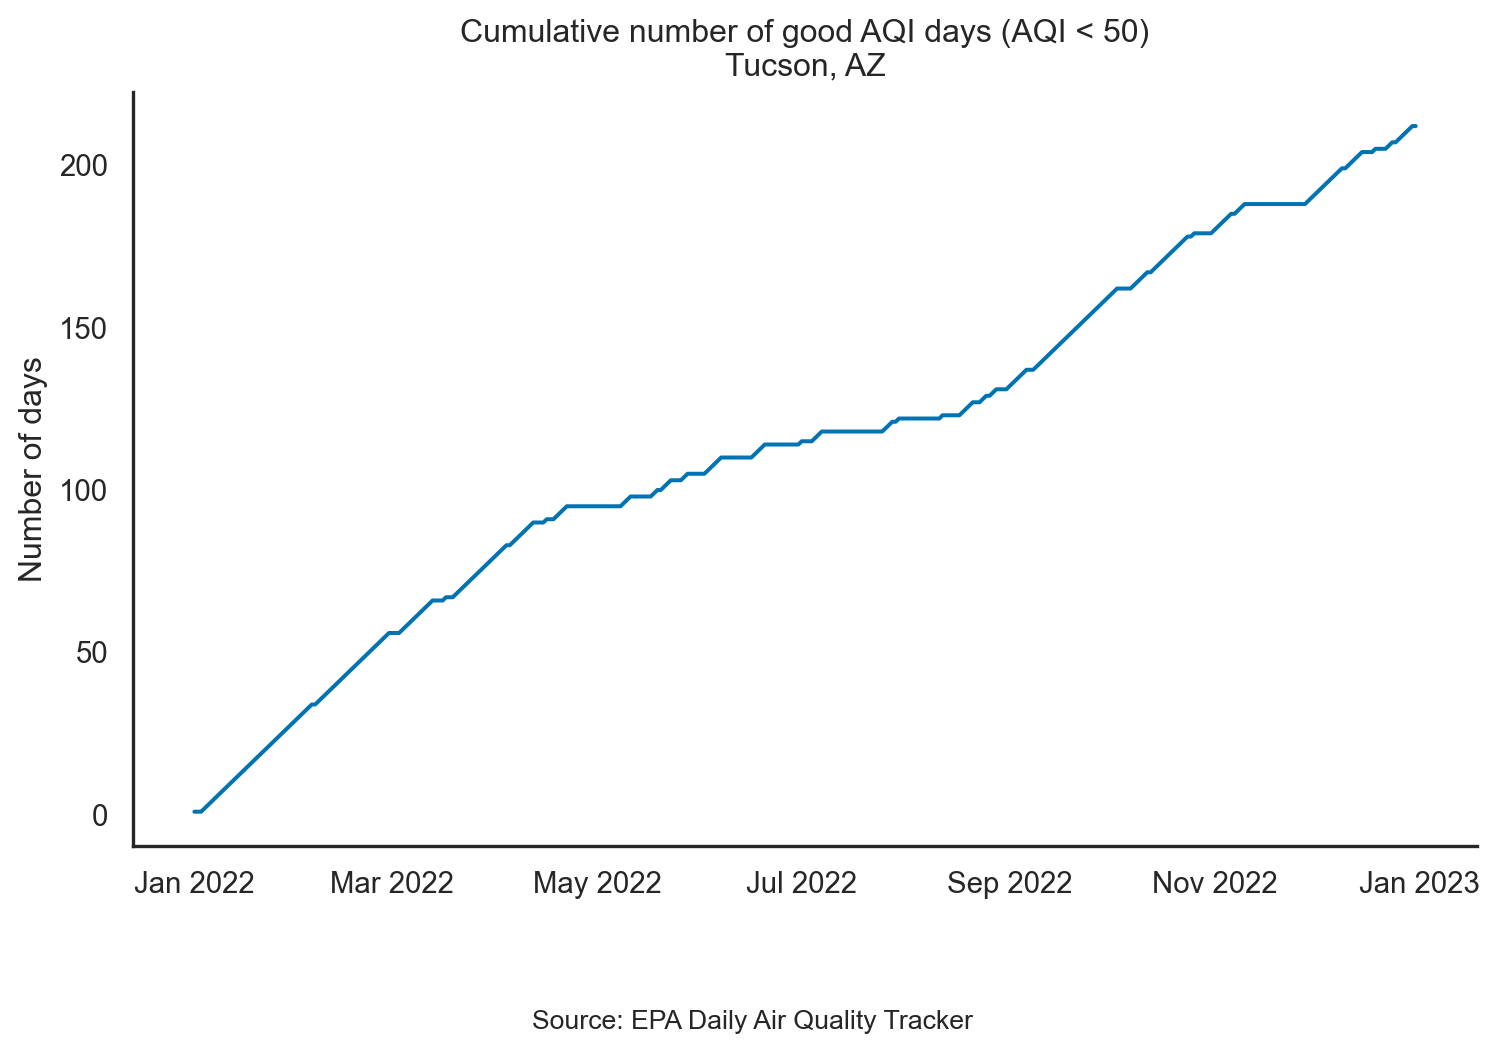 Cumulative number of good AQI days (AQI < 50)
Tucson, AZ
Number of days
200
150
100
50
0
Jan 2022 Mar 2022 May 2022 Jul 2022 Sep 2022 Nov 2022 Jan 2023
Source: EPA Daily Air Quality Tracker